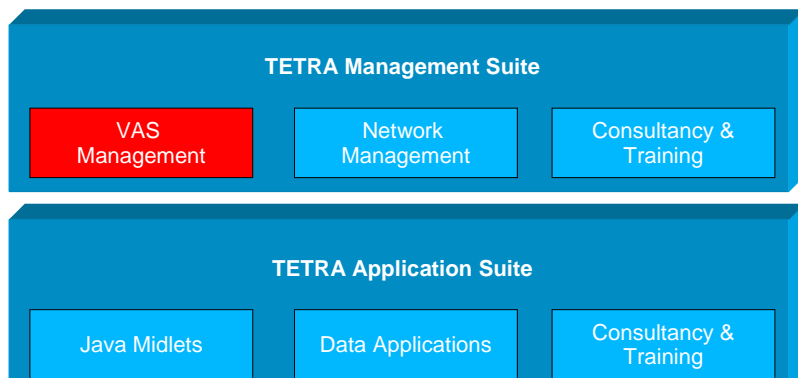 TETRA Management Suite
VAS
Management
Network
Management
Consultancy &
Training
TETRA Application Suite
Java Midlets
Data Applications
Consultancy &
Training